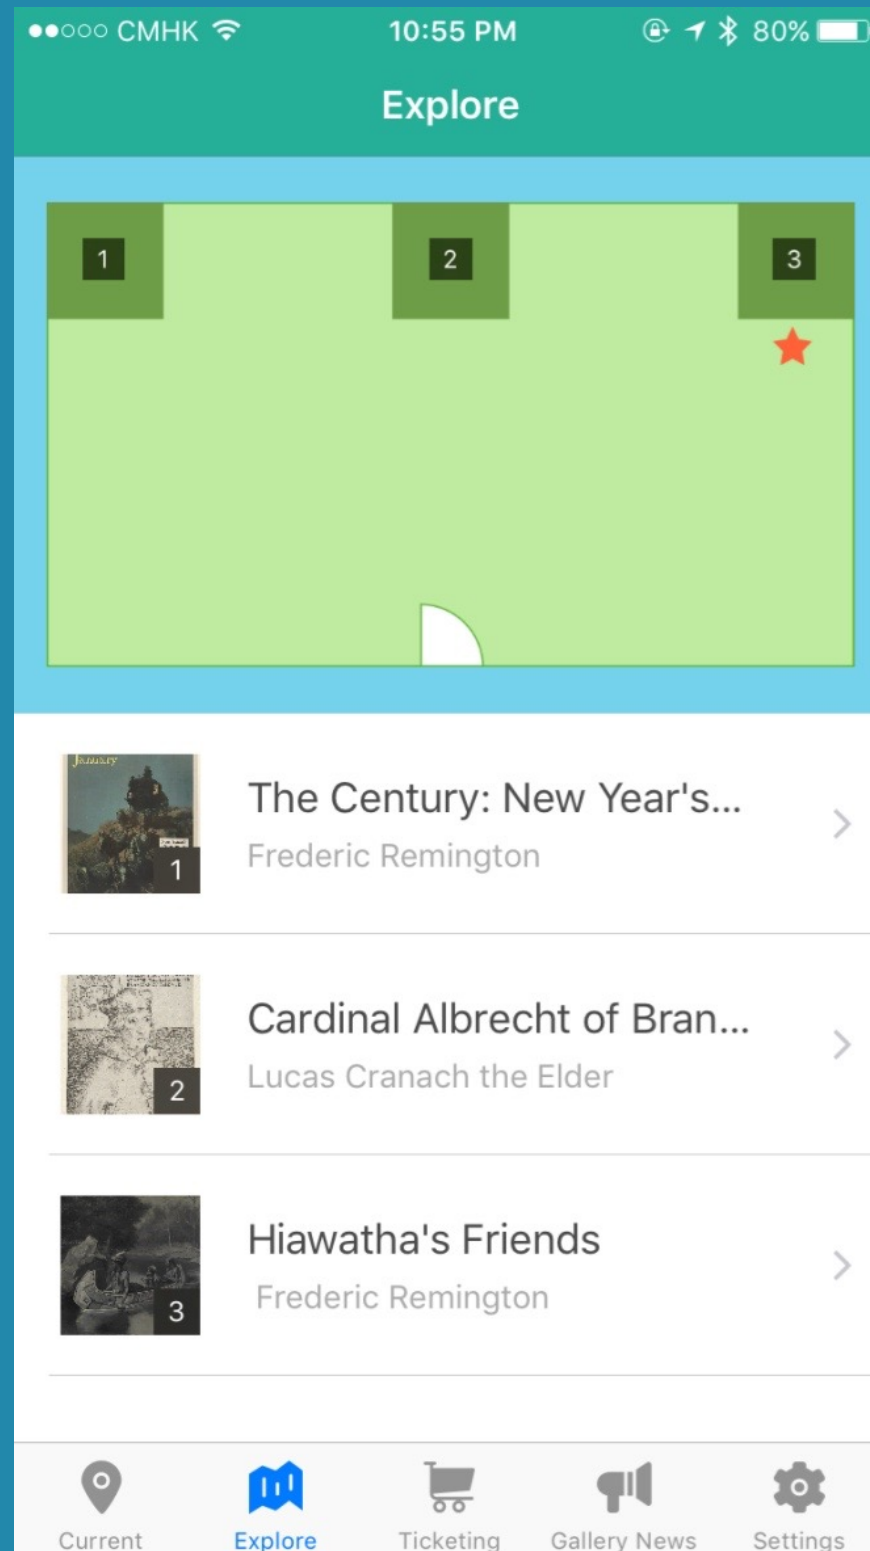 CMHK 10:55 PM 80%
Explore
1 2 3
January
The Century: New Year's...
Frederic Remington
1
Cardinal Albrecht of Bran...
Lucas Cranach the Elder
2
Hiawatha's Friends
Frederic Remington
3
Current Explore Ticketing Gallery News Settings